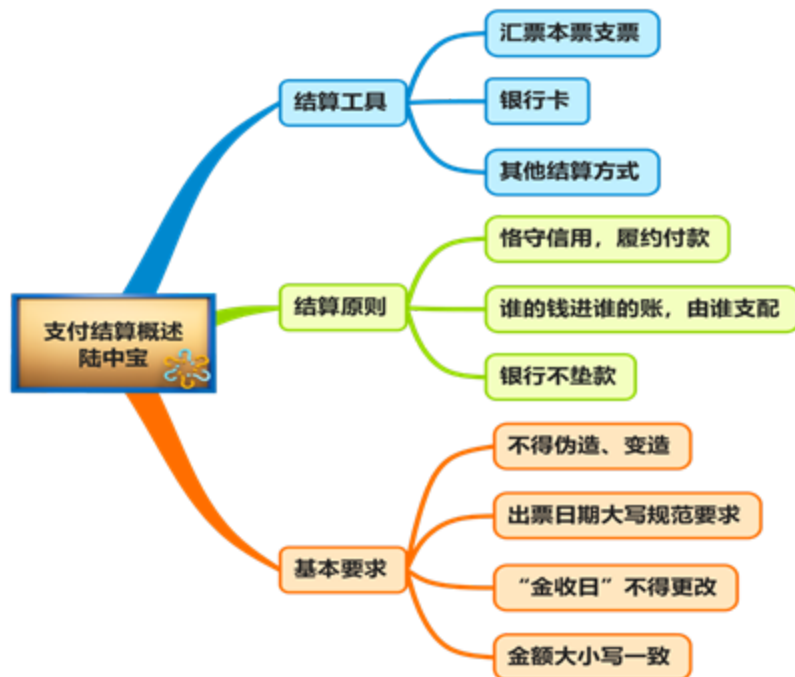 支付结算概述
陆中宝
结算工具
汇票本票支票
银行卡
其他结算方式
结算原则
恪守信用，履约付款
谁的钱进谁的账，由谁支配
银行不垫款
基本要求
不得伪造、变造
出票日期大写规范要求
“金收日”不得更改
金额大小写一致